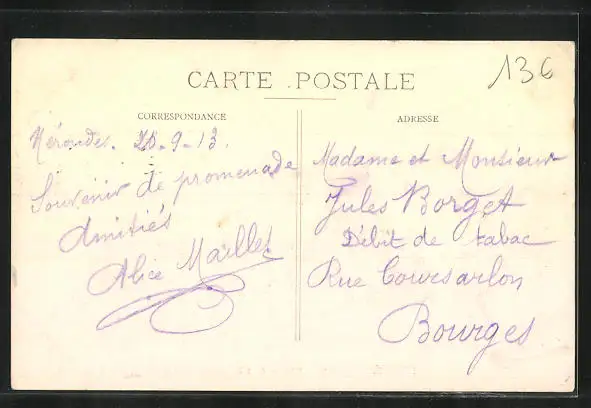 CARTE POSTALE
136
CORRESPONDANCE
Nérondes. 20-9-13.
Souvenir de promenade
Amitiés
Alice Maillet
ADRESSE
Madame et Monsieur
Jules Borget
Débit de tabac
Rue Coursarlon
Bourges